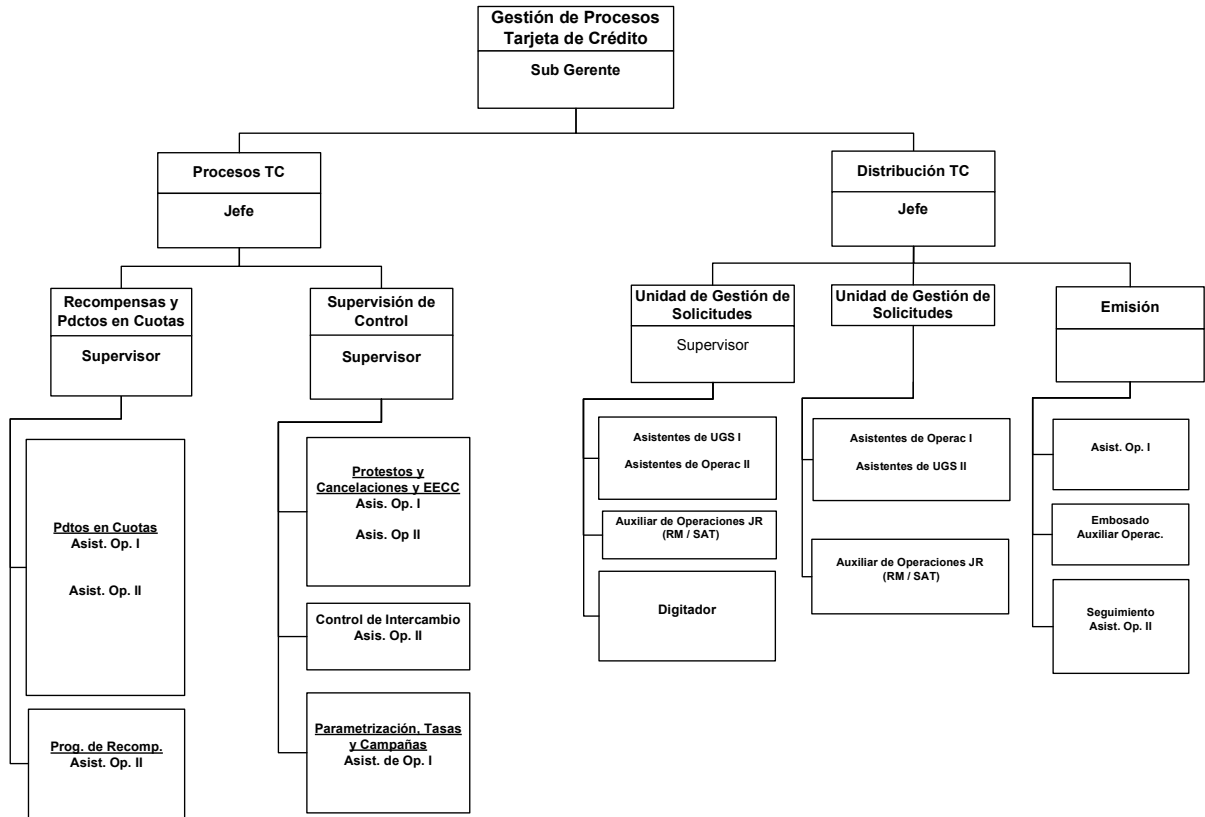 Gestión de Procesos
Tarjeta de Crédito
Sub Gerente
Procesos TC
Jefe
Distribución TC
Jefe
Recompensas y
Pdctos en Cuotas
Supervisor
Supervisión de
Control
Supervisor
Unidad de Gestión de
Solicitudes
Supervisor
Unidad de Gestión de
Solicitudes
Emisión
Pdtos en Cuotas
Asist. Op. I
Asist. Op. II
Prog. de Recomp.
Asist. Op. II
Protestos y
Cancelaciones y EECC
Asis. Op. I
Asis. Op II
Control de Intercambio
Asis. Op. II
Parametrización, Tasas
y Campañas
Asist. de Op. I
Asistentes de UGS I
Asistentes de Operac II
Auxiliar de Operaciones JR
(RM / SAT)
Digitador
Asistentes de Operac I
Asistentes de UGS II
Auxiliar de Operaciones JR
(RM / SAT)
Asist. Op. I
Embosado
Auxiliar Operac.
Seguimiento
Asist. Op. II